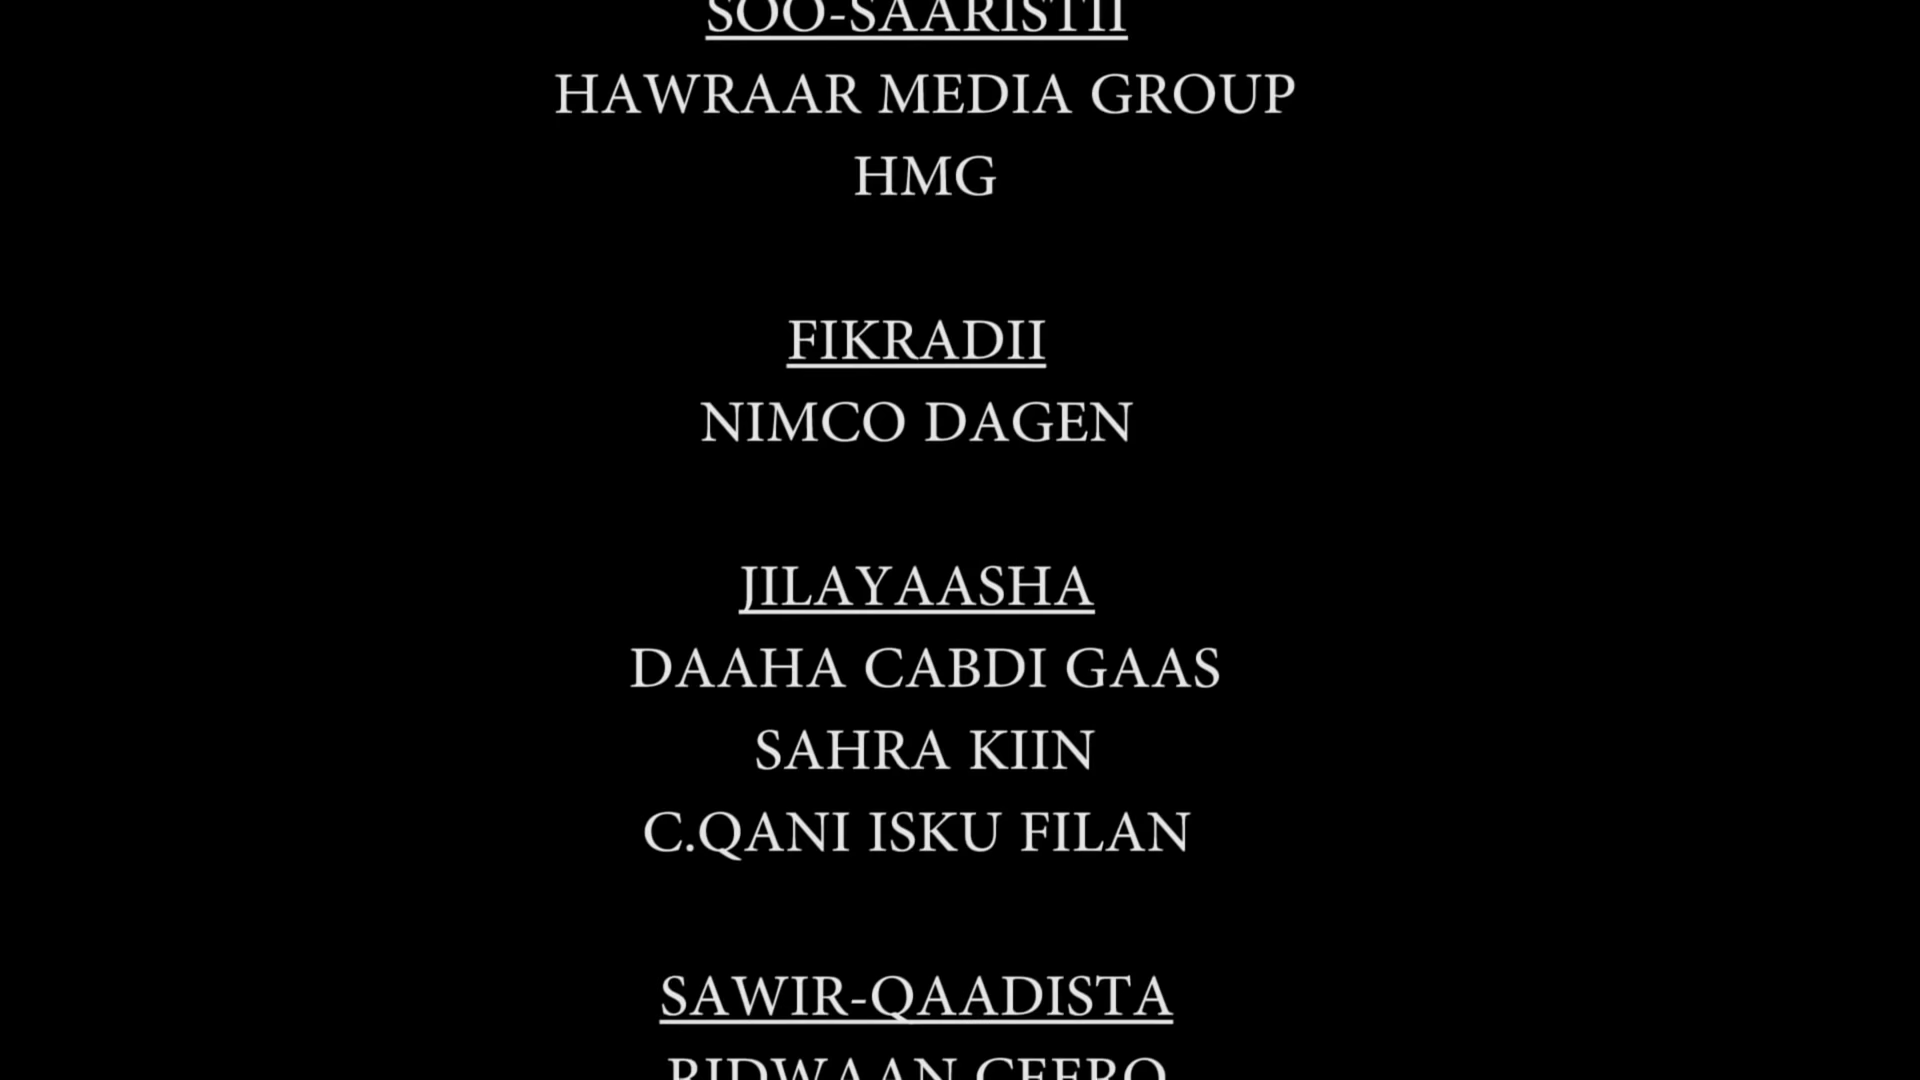 SOO-SAARISTII
HAWRAAR MEDIA GROUP
HMG
FIKRADII
NIMCO DAGEN
JILAYAASHA
DAAHA CABDI GAAS
SAHRA KIIN
C.QANI ISKU FILAN
SAWIR-QAADISTA
RIDWAAN